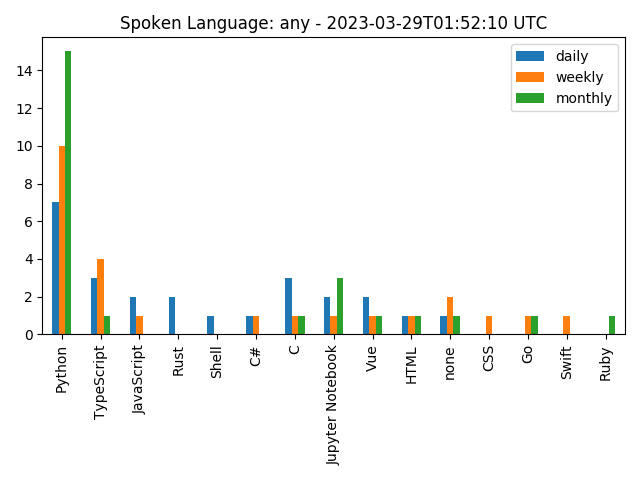 Spoken Language: any - 2023-03-29T01:52:10 UTC
daily
weekly
monthly
14
12
10
8
6
4
2
0
Python
TypeScript
JavaScript
Rust
Shell
C#
C
Jupyter Notebook
Vue
HTML
none
CSS
Go
Swift
Ruby